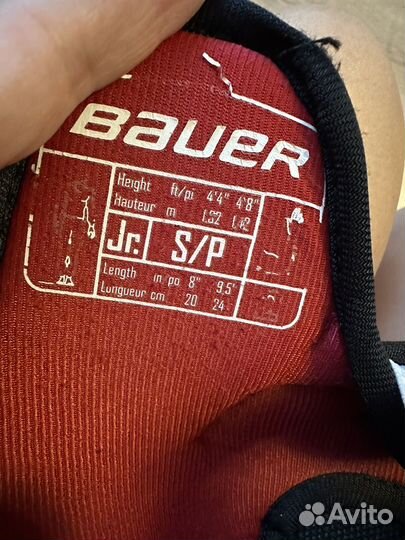 BAUER
Height ft/pi 4'4" 4'8"
Hauteur m 1.32 1.42
Jr. S/P
Length in po 8" 9.5"
Longueur cm 20 24
Avito